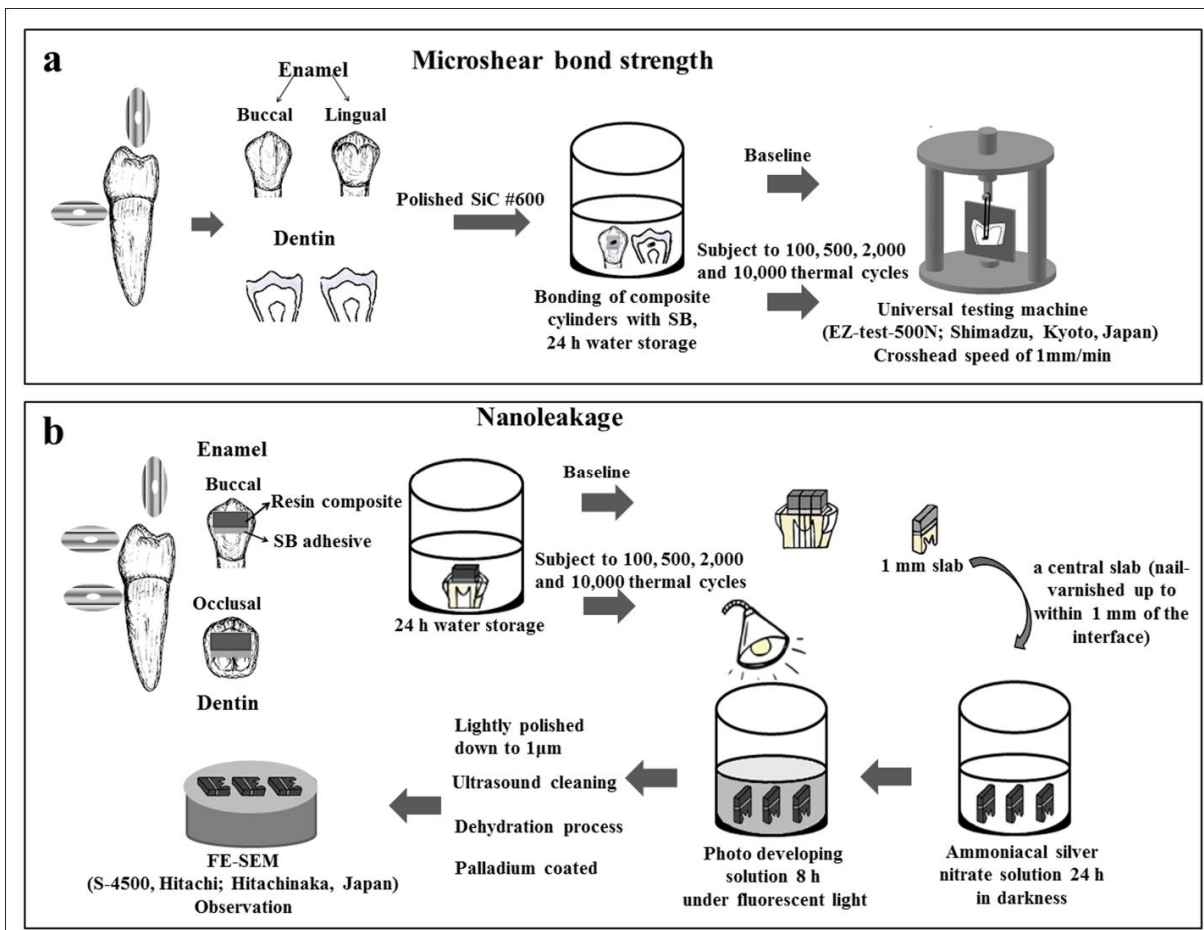 a
Microshear bond strength
Enamel
Buccal
Lingual
Dentin
Polished SiC #600
Bonding of composite
cylinders with SB,
24 h water storage
Baseline
Subject to 100, 500, 2,000
and 10,000 thermal cycles
Universal testing machine
(EZ-test-500N; Shimadzu, Kyoto, Japan)
Crosshead speed of 1mm/min
b
Nanoleakage
Enamel
Buccal
Resin composite
SB adhesive
Occlusal
Dentin
24 h water storage
Baseline
Subject to 100, 500, 2,000
and 10,000 thermal cycles
1 mm slab
a central slab (nail-
varnished up to
within 1 mm of the
interface)
Ammoniacal silver
nitrate solution 24 h
in darkness
Photo developing
solution 8 h
under fluorescent light
Lightly polished
down to 1µm
Ultrasound cleaning
Dehydration process
Palladium coated
FE-SEM
(S-4500, Hitachi; Hitachinaka, Japan)
Observation